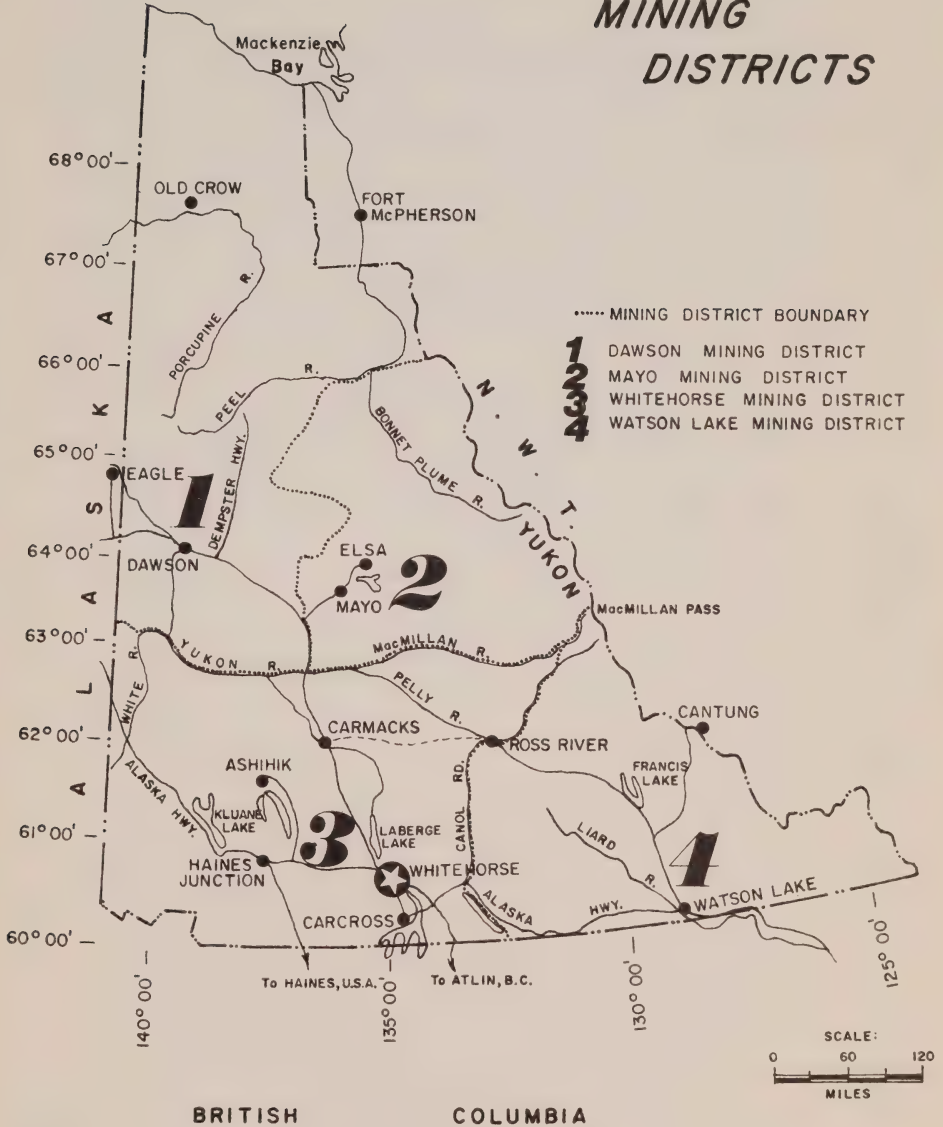 MINING
DISTRICTS
Mackenzie
Bay
68°00'
OLD CROW
FORT
McPHERSON
67°00'
PORCUPINE R.
66°00'
PEEL R.
BONNET PLUME R.
DEMPSTER HWY.
65°00'
EAGLE
1
64°00'
DAWSON
ELSA
MAYO
2
N. W. T.
YUKON
MacMILLAN PASS
63°00'
YUKON R.
MacMILLAN R.
WHITE R.
PELLY R.
62°00'
CARMACKS
ROSS RIVER
CANTUNG
ALASKA
ALASKA HWY.
ASHIHIK
KLUANE
LAKE
FRANCIS
LAKE
61°00'
3
LABERGE
LAKE
CANOL RD.
LIARD R.
4
HAINES
JUNCTION
WHITEHORSE
WATSON LAKE
CARCROSS
ALASKA HWY.
60°00'
To HAINES, U.S.A.
To ATLIN, B.C.
140°00'
135°00'
130°00'
125°00'
MINING DISTRICT BOUNDARY
1 DAWSON MINING DISTRICT
2 MAYO MINING DISTRICT
3 WHITEHORSE MINING DISTRICT
4 WATSON LAKE MINING DISTRICT
SCALE:
0 60 120
MILES
BRITISH COLUMBIA